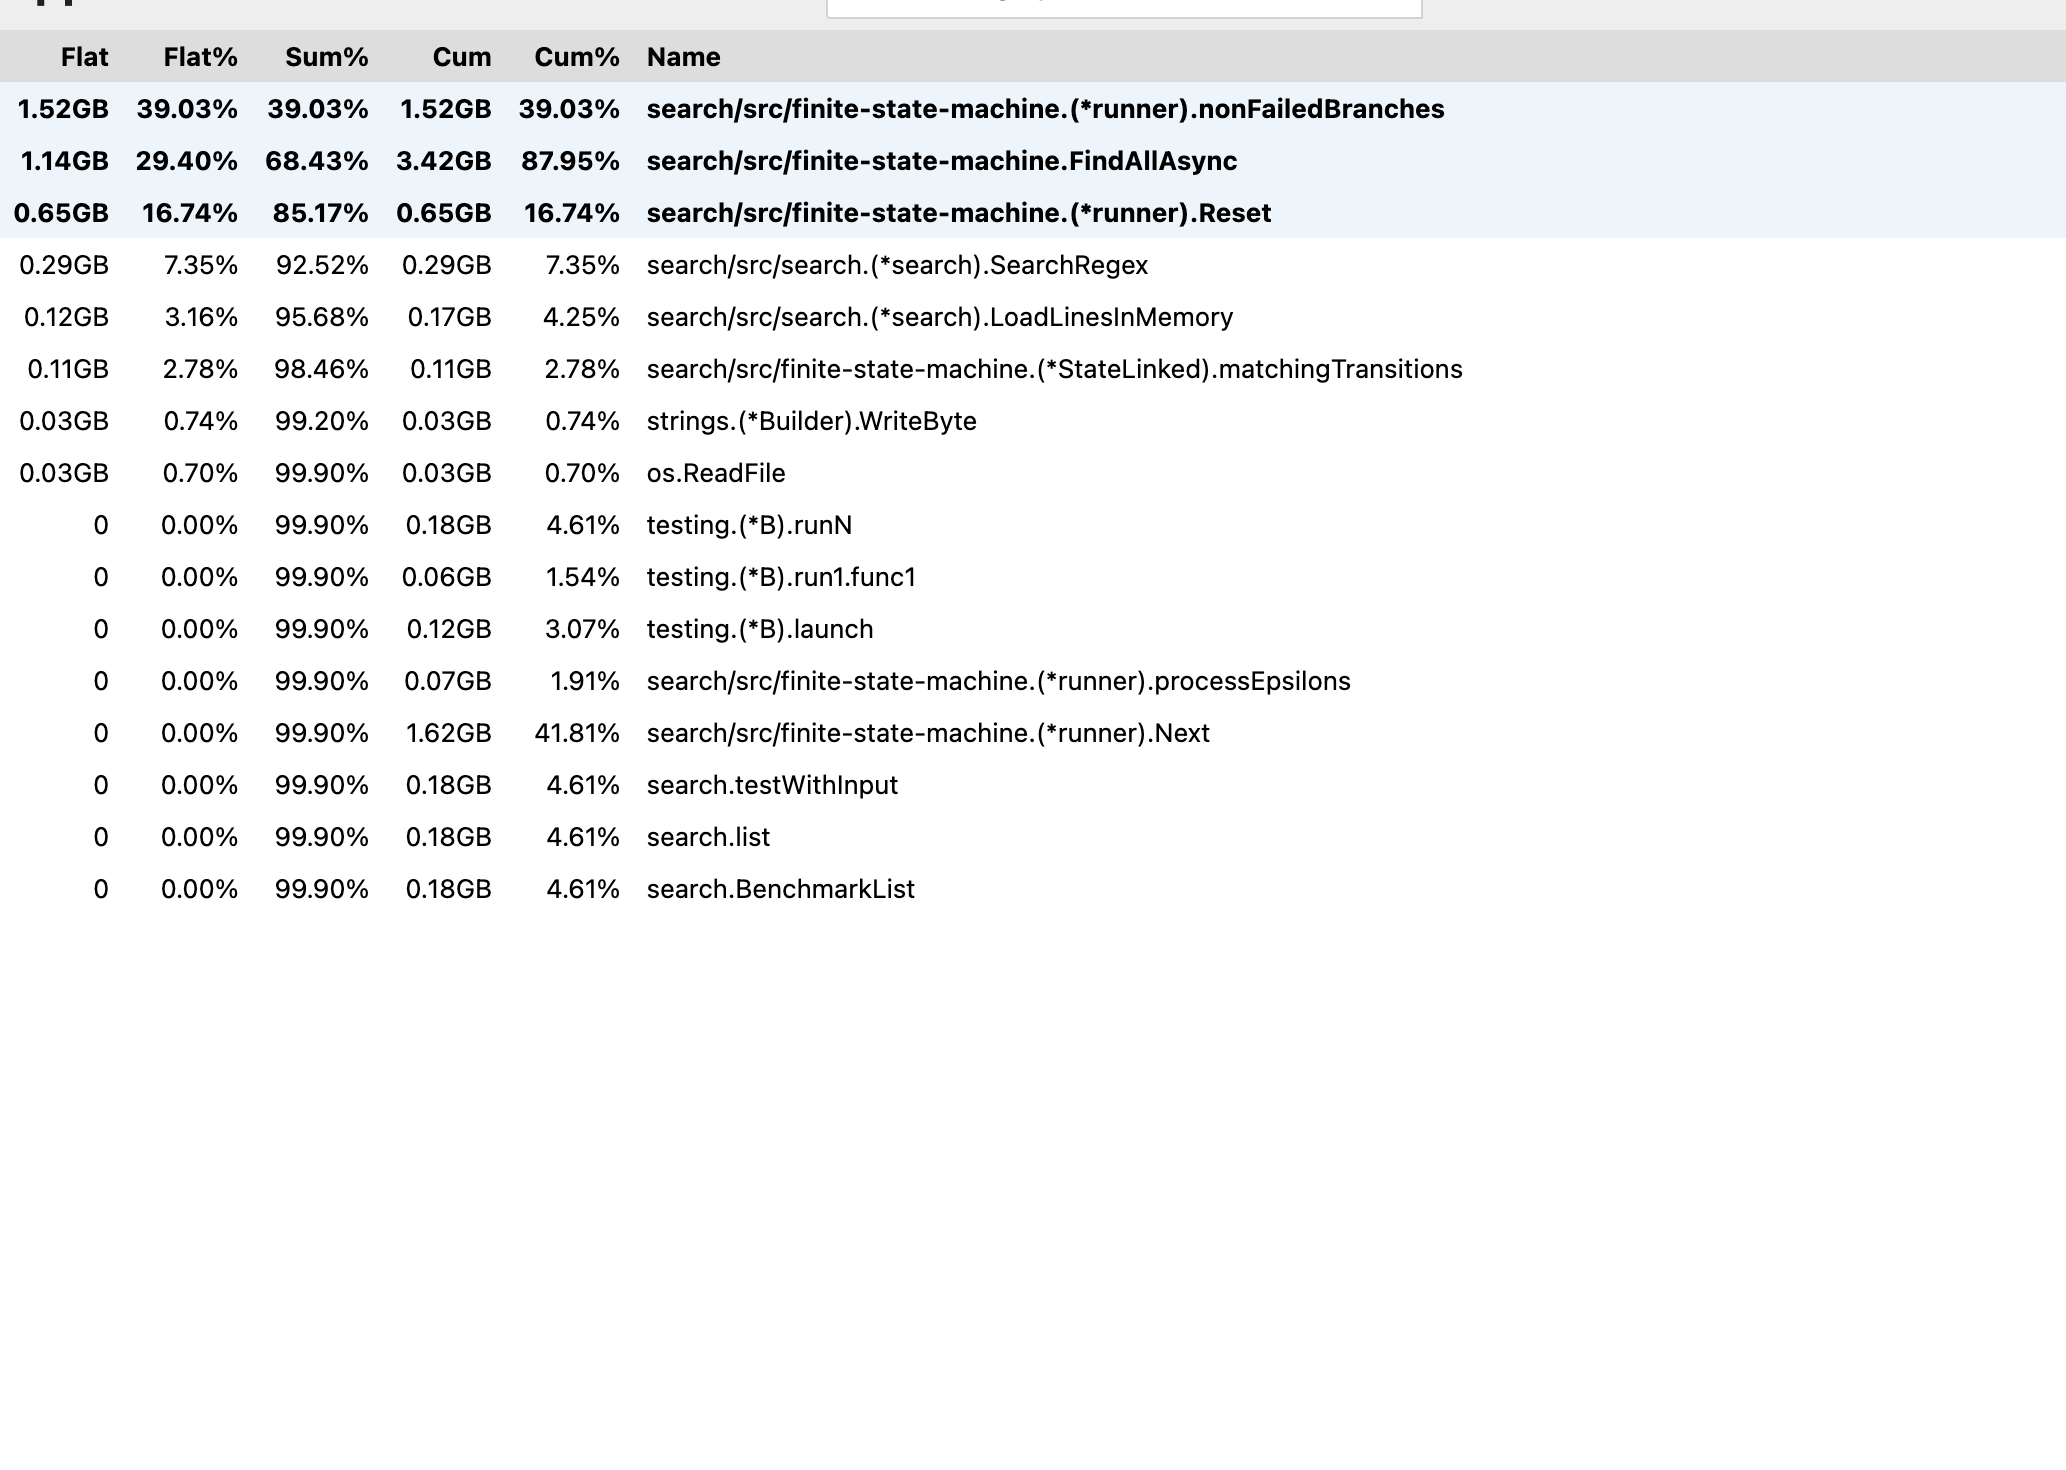 Flat Flat% Sum% Cum Cum% Name
1.52GB 39.03% 39.03% 1.52GB 39.03% search/src/finite-state-machine.(*runner).nonFailedBranches
1.14GB 29.40% 68.43% 3.42GB 87.95% search/src/finite-state-machine.FindAllAsync
0.65GB 16.74% 85.17% 0.65GB 16.74% search/src/finite-state-machine.(*runner).Reset
0.29GB 7.35% 92.52% 0.29GB 7.35% search/src/search.(*search).SearchRegex
0.12GB 3.16% 95.68% 0.17GB 4.25% search/src/search.(*search).LoadLinesInMemory
0.11GB 2.78% 98.46% 0.11GB 2.78% search/src/finite-state-machine.(*StateLinked).matchingTransitions
0.03GB 0.74% 99.20% 0.03GB 0.74% strings.(*Builder).WriteByte
0.03GB 0.70% 99.90% 0.03GB 0.70% os.ReadFile
0 0.00% 99.90% 0.18GB 4.61% testing.(*B).runN
0 0.00% 99.90% 0.06GB 1.54% testing.(*B).run1.func1
0 0.00% 99.90% 0.12GB 3.07% testing.(*B).launch
0 0.00% 99.90% 0.07GB 1.91% search/src/finite-state-machine.(*runner).processEpsilons
0 0.00% 99.90% 1.62GB 41.81% search/src/finite-state-machine.(*runner).Next
0 0.00% 99.90% 0.18GB 4.61% search.testWithInput
0 0.00% 99.90% 0.18GB 4.61% search.list
0 0.00% 99.90% 0.18GB 4.61% search.BenchmarkList